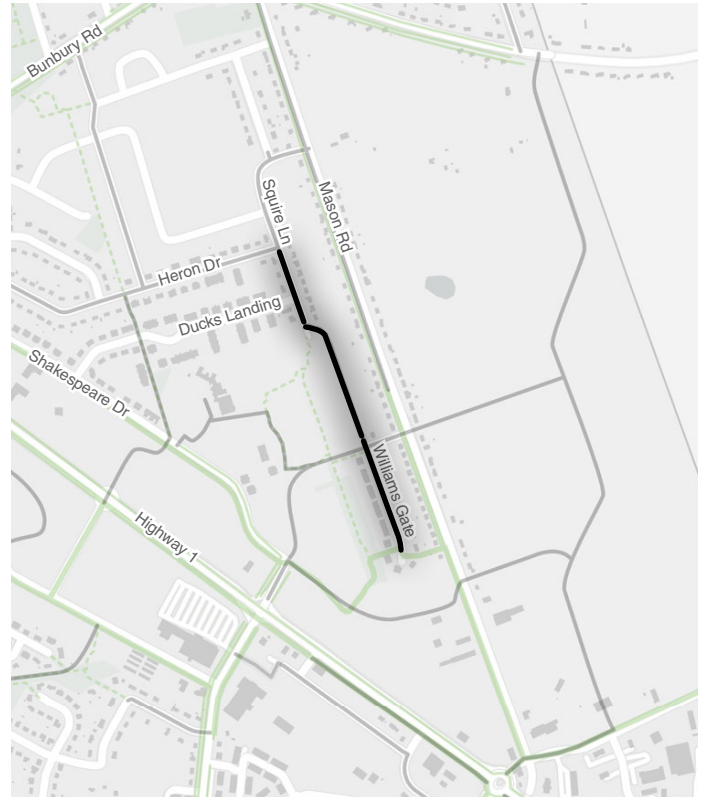 Bunbury Rd
Squire Ln
Mason Rd
Heron Dr
Ducks Landing
Shakespeare Dr
Williams Gate
Highway 1